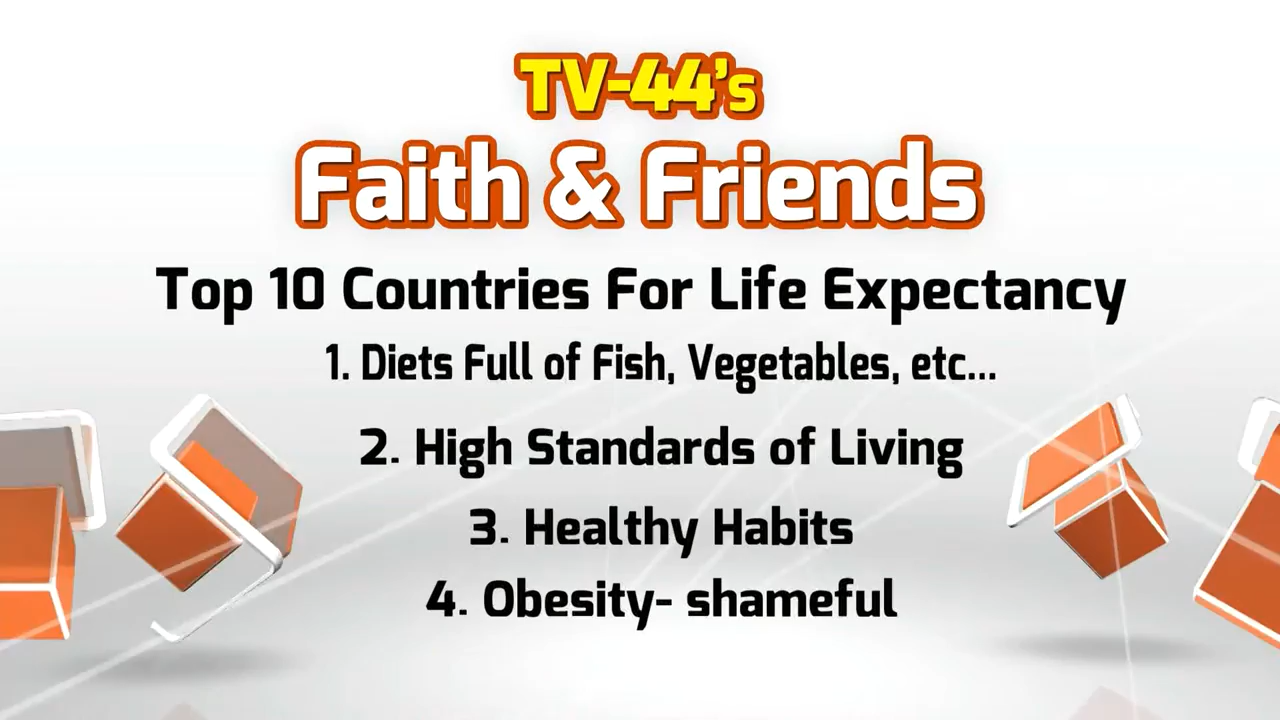 TV-44's
Faith & Friends
Top 10 Countries For Life Expectancy
1. Diets Full of Fish, Vegetables, etc...
2. High Standards of Living
3. Healthy Habits
4. Obesity- shameful